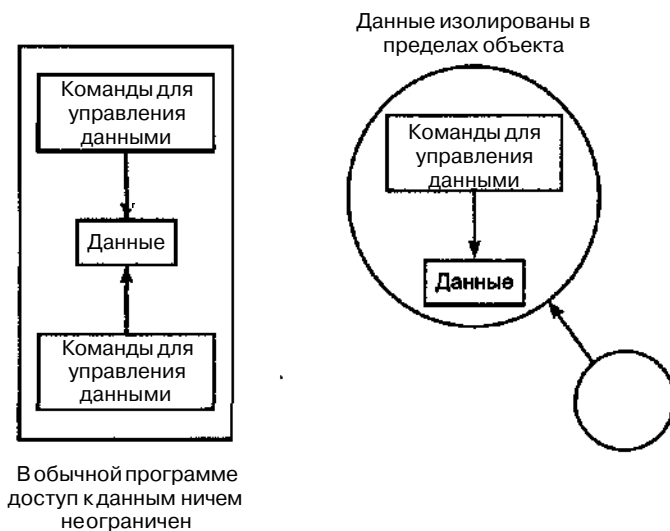 Команды для
управления
данными
Данные
Команды для
управления
данными
В обычной программе
доступ к данным ничем
неограничен
Данные изолированы в
пределах объекта
Команды для
управления
данными
Данные